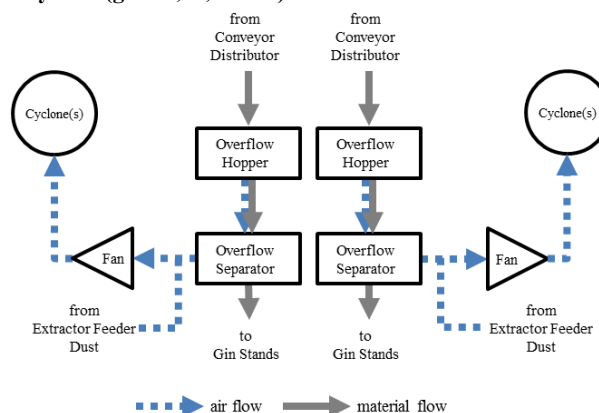 from
Conveyor
Distributor
from
Conveyor
Distributor
Cyclone(s)
Cyclone(s)
Overflow
Hopper
Overflow
Hopper
Fan
Overflow
Separator
Overflow
Separator
Fan
from
Extractor Feeder
Dust
to
Gin Stands
to
Gin Stands
from
Extractor Feeder
Dust
air flow
material flow